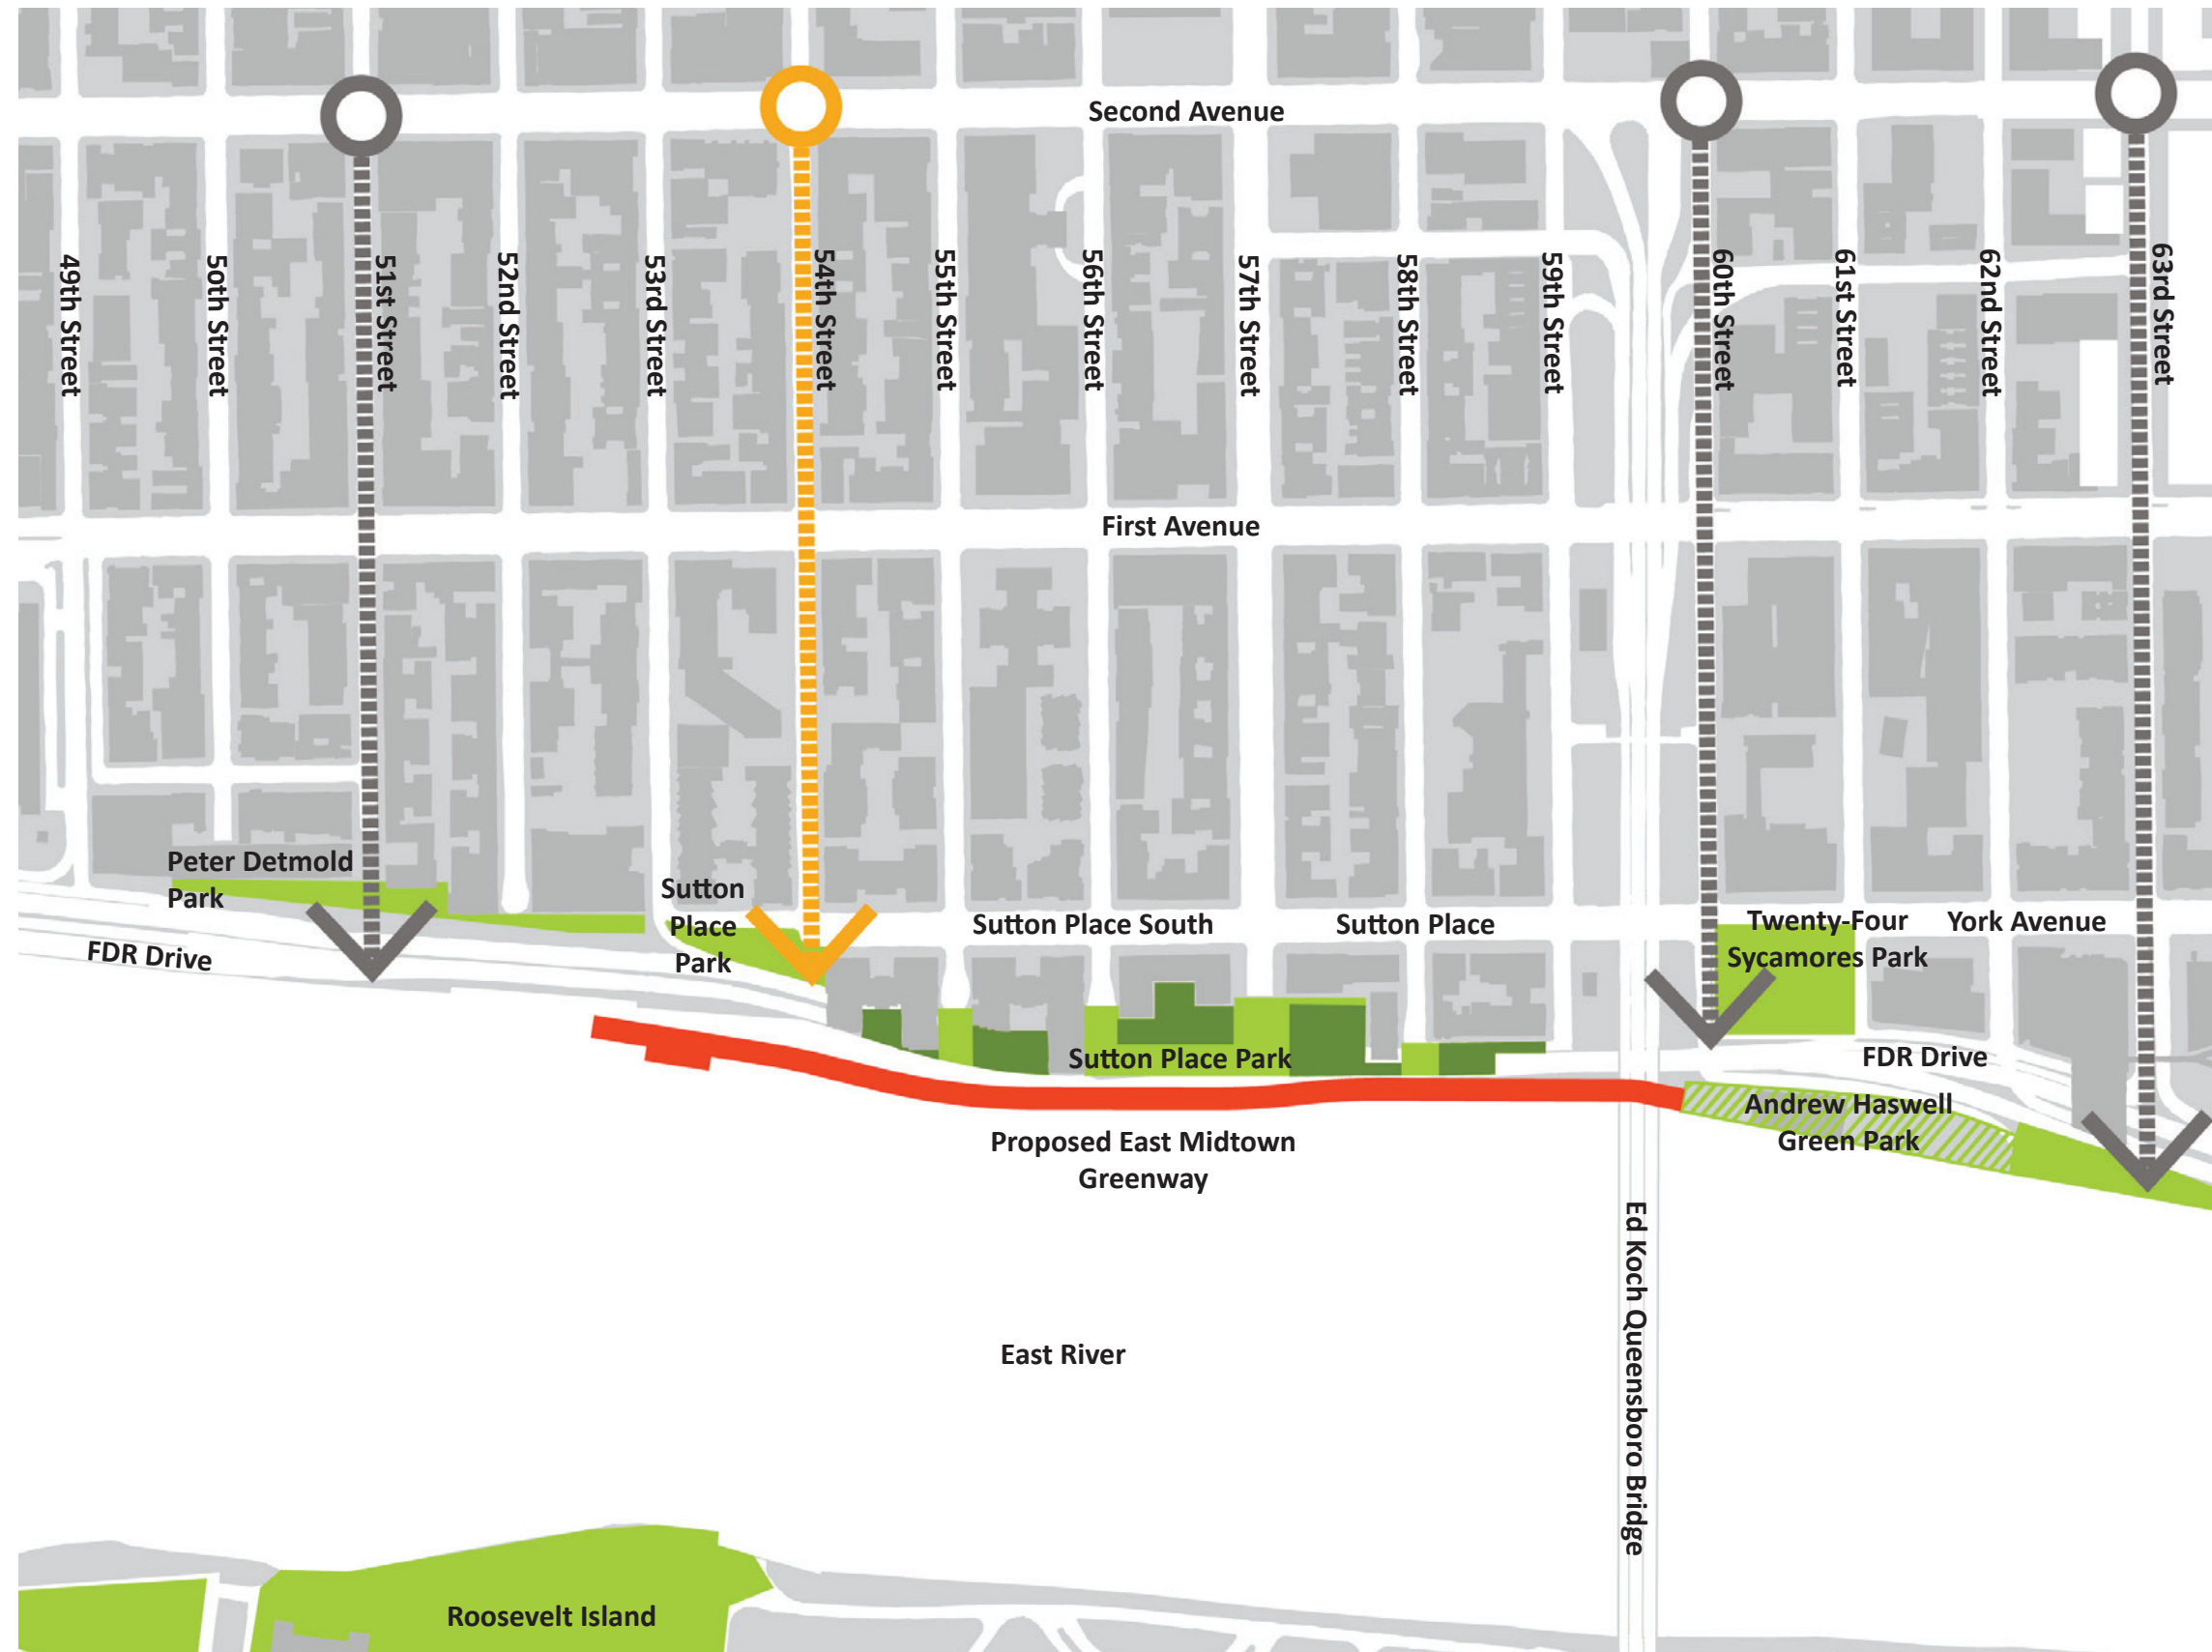 Second Avenue
49th Street
50th Street
51st Street
52nd Street
53rd Street
54th Street
55th Street
56th Street
57th Street
58th Street
59th Street
60th Street
61st Street
62nd Street
63rd Street
First Avenue
Peter Detmold
Park
Sutton
Place
Park
Sutton Place South
Sutton Place
Twenty-Four
Sycamores Park
York Avenue
FDR Drive
Sutton Place Park
FDR Drive
Andrew Haswell
Green Park
Proposed East Midtown
Greenway
Ed Koch Queensboro Bridge
East River
Roosevelt Island